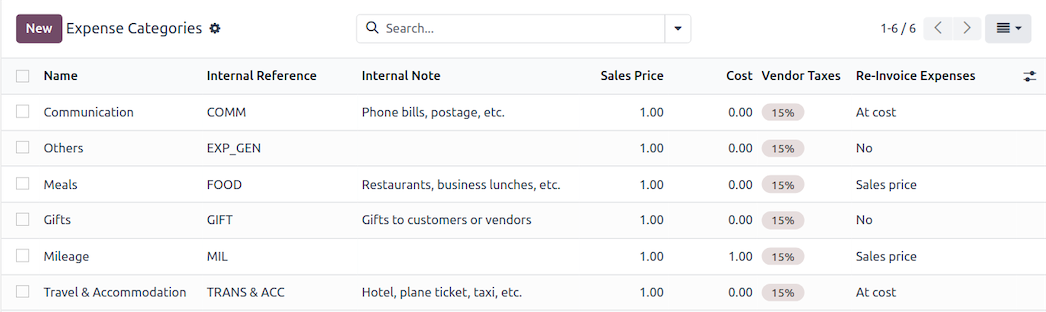 New Expense Categories Search... 1-6 / 6
Name Internal Reference Internal Note Sales Price Cost Vendor Taxes Re-Invoice Expenses
Communication COMM Phone bills, postage, etc. 1.00 0.00 15% At cost
Others EXP_GEN 1.00 0.00 15% No
Meals FOOD Restaurants, business lunches, etc. 1.00 0.00 15% Sales price
Gifts GIFT Gifts to customers or vendors 1.00 0.00 15% No
Mileage MIL 1.00 1.00 15% Sales price
Travel & Accommodation TRANS & ACC Hotel, plane ticket, taxi, etc. 1.00 0.00 15% At cost